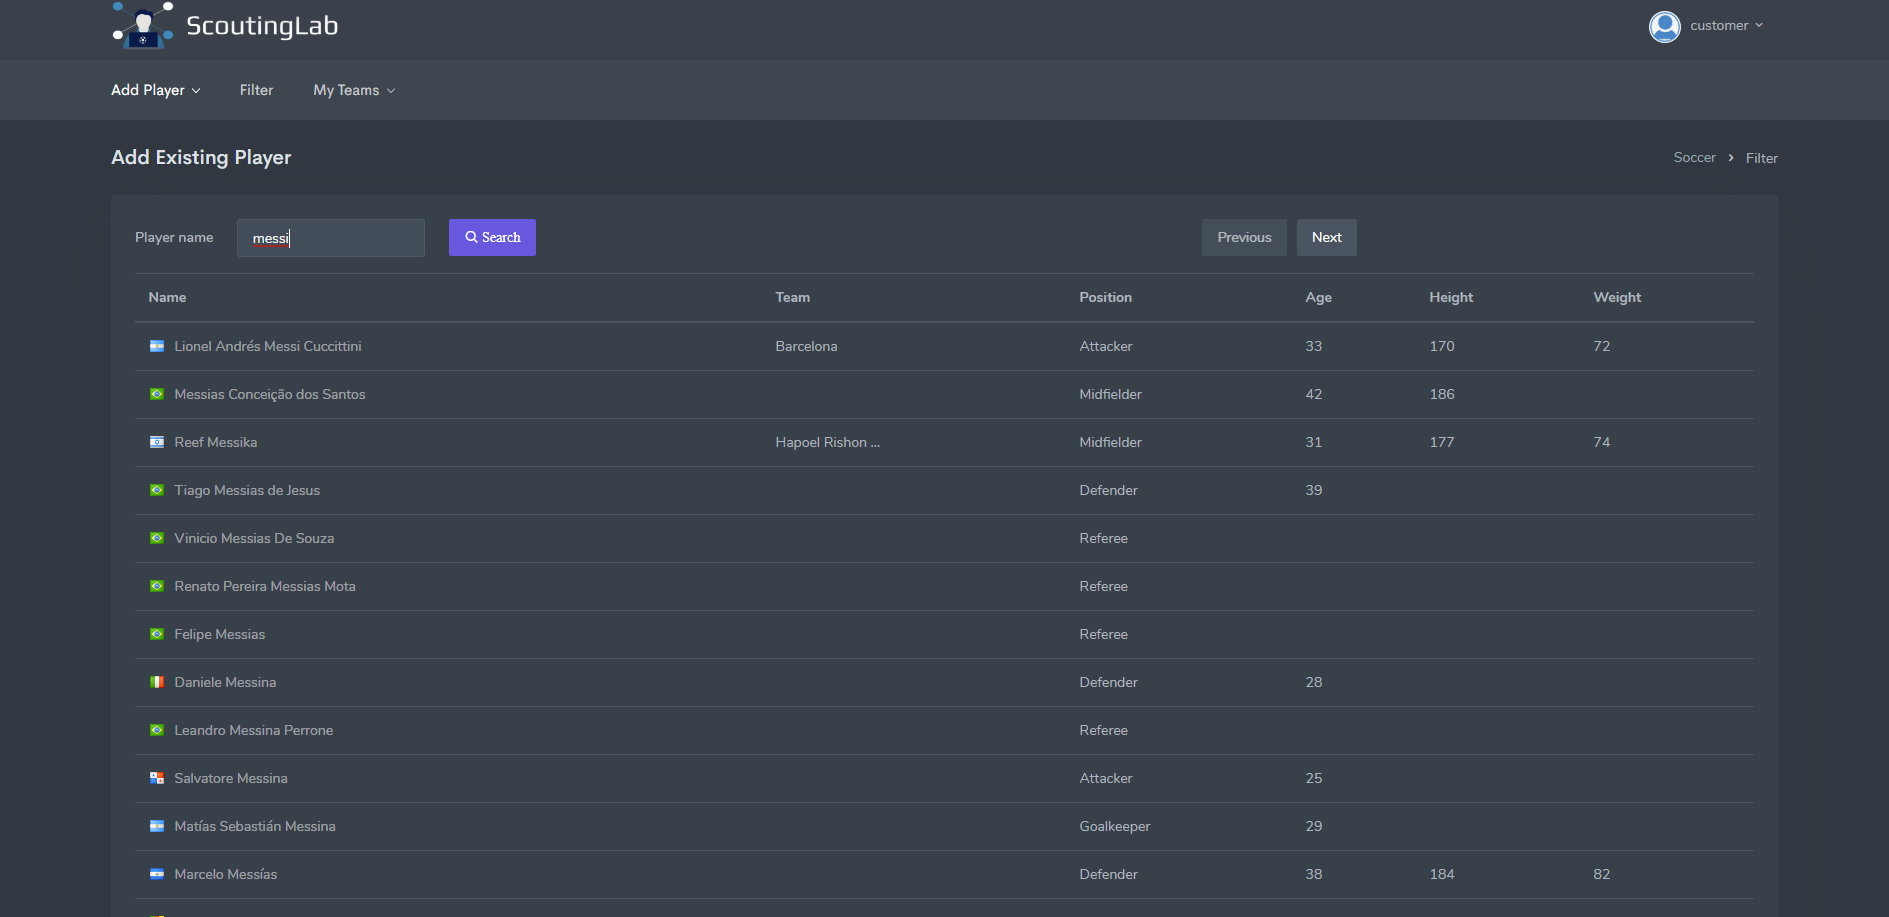 ScoutingLab
customer
Add Player Filter My Teams
Add Existing Player
Soccer Filter
Player name messi Search Previous Next
Name Team Position Age Height Weight
Lionel Andrés Messi Cuccittini Barcelona Attacker 33 170 72
Messias Conceição dos Santos Midfielder 42 186
Reef Messika Hapoel Rishon ... Midfielder 31 177 74
Tiago Messias de Jesus Defender 39
Vinicio Messias De Souza Referee
Renato Pereira Messias Mota Referee
Felipe Messias Referee
Daniele Messina Defender 28
Leandro Messina Perrone Referee
Salvatore Messina Attacker 25
Matías Sebastián Messina Goalkeeper 29
Marcelo Messías Defender 38 184 82